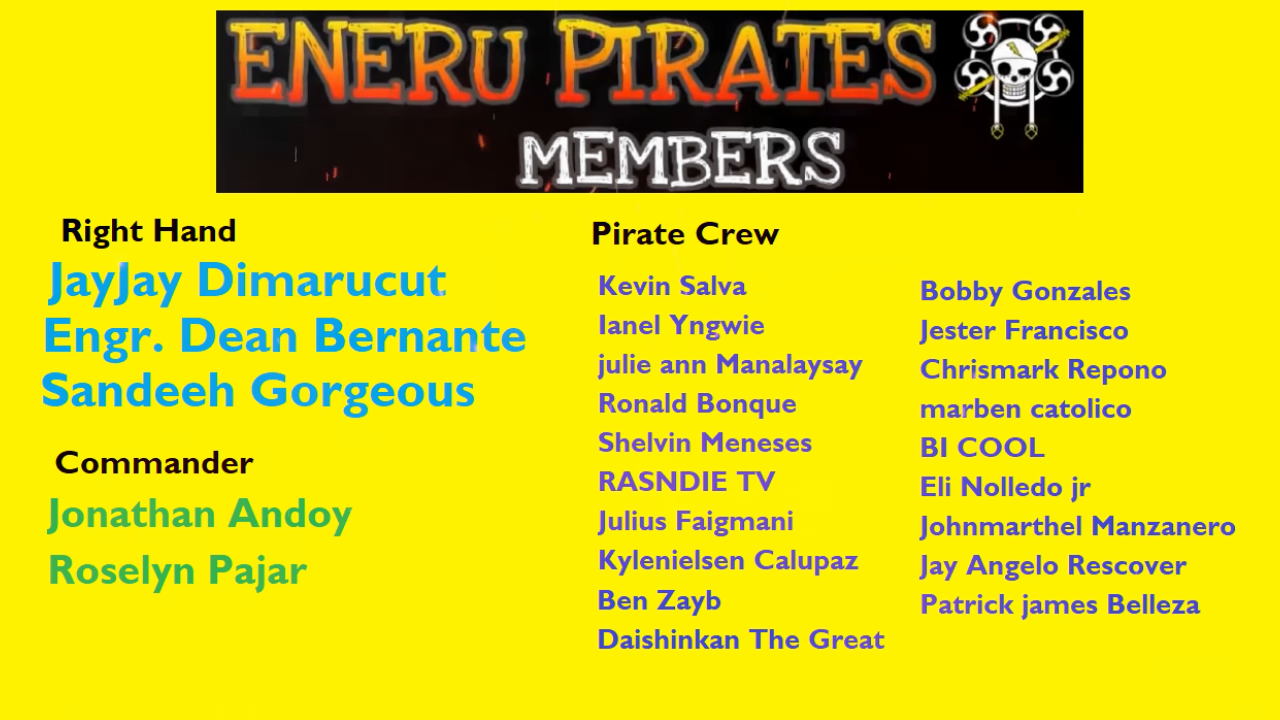 ENERU PIRATES
MEMBERS
Right Hand
JayJay Dimarucut
Engr. Dean Bernante
Sandeeh Gorgeous
Commander
Jonathan Andoy
Roselyn Pajar
Pirate Crew
Kevin Salva
Ianel Yngwie
julie ann Manalaysay
Ronald Bonque
Shelvin Meneses
RASNDIE TV
Julius Faigmani
Kylenielsen Calupaz
Ben Zayb
Daishinkan The Great
Bobby Gonzales
Jester Francisco
Chrismark Repono
marben catolico
BI COOL
Eli Nolledo jr
Johnmarthel Manzanero
Jay Angelo Rescover
Patrick james Belleza